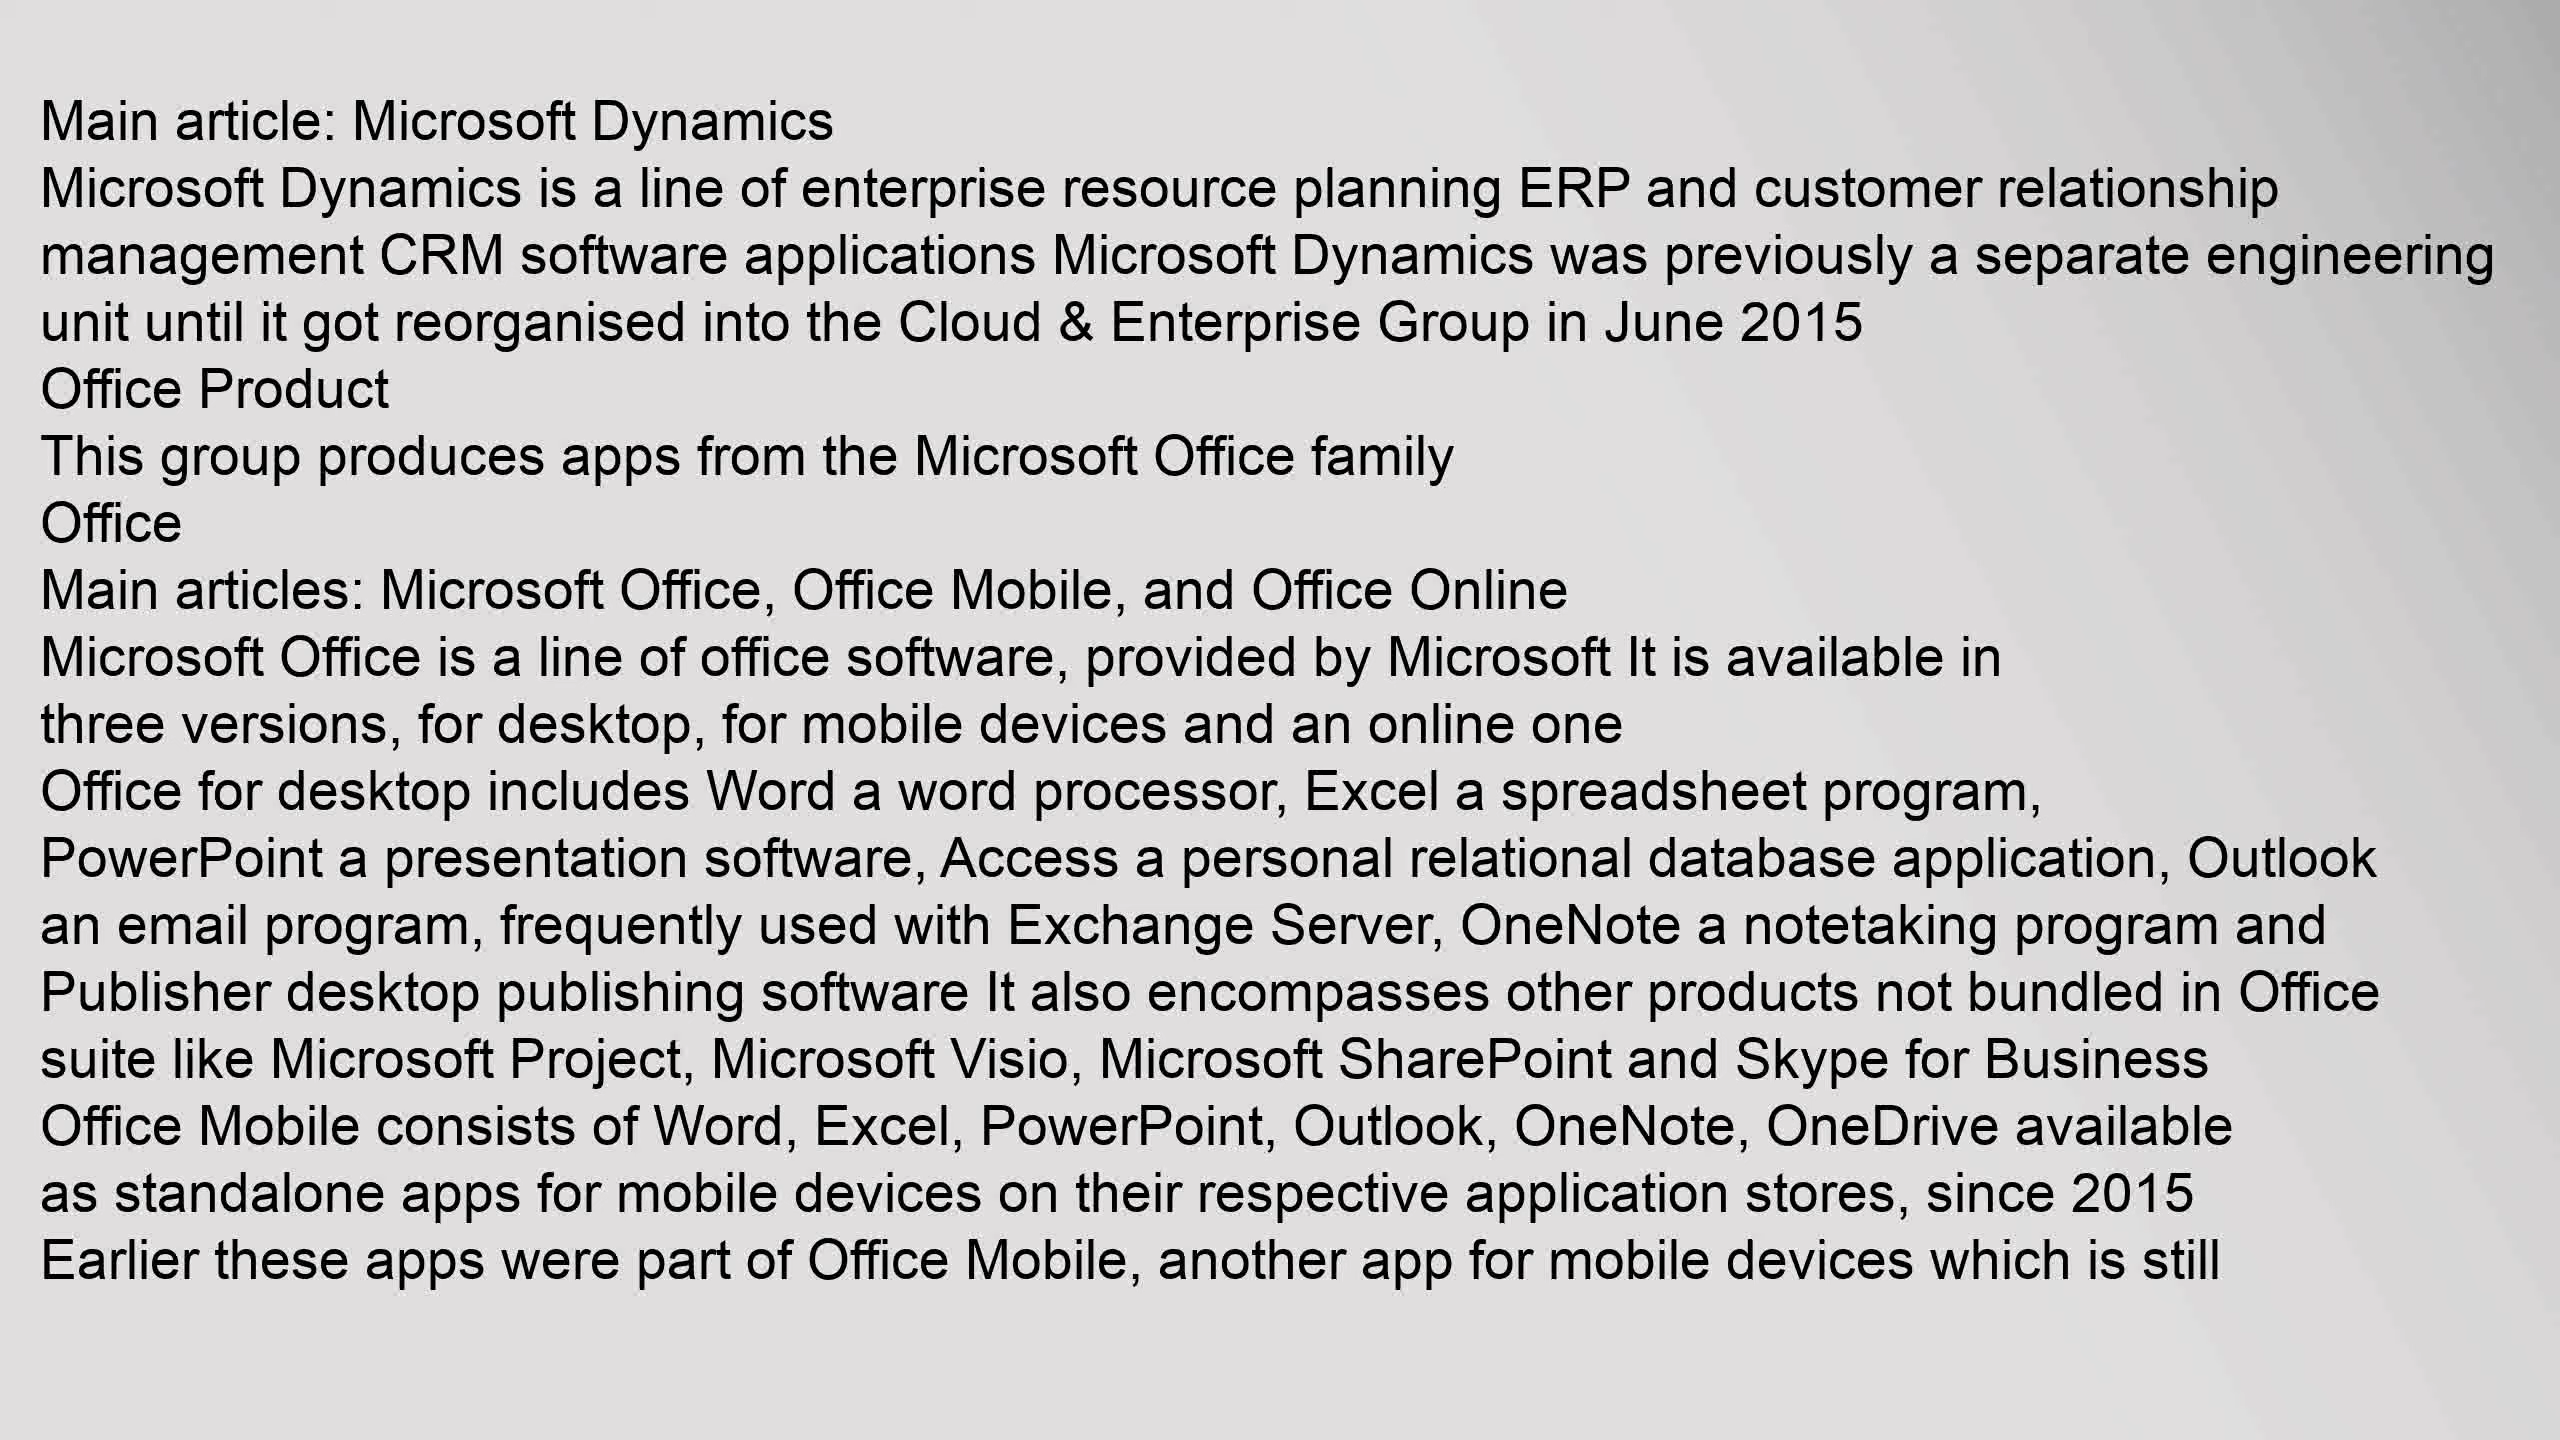 Main article: Microsoft Dynamics
Microsoft Dynamics is a line of enterprise resource planning ERP and customer relationship
management CRM software applications Microsoft Dynamics was previously a separate engineering
unit until it got reorganised into the Cloud & Enterprise Group in June 2015
Office Product
This group produces apps from the Microsoft Office family
Office
Main articles: Microsoft Office, Office Mobile, and Office Online
Microsoft Office is a line of office software, provided by Microsoft It is available in
three versions, for desktop, for mobile devices and an online one
Office for desktop includes Word a word processor, Excel a spreadsheet program,
PowerPoint a presentation software, Access a personal relational database application, Outlook
an email program, frequently used with Exchange Server, OneNote a notetaking program and
Publisher desktop publishing software It also encompasses other products not bundled in Office
suite like Microsoft Project, Microsoft Visio, Microsoft SharePoint and Skype for Business
Office Mobile consists of Word, Excel, PowerPoint, Outlook, OneNote, OneDrive available
as standalone apps for mobile devices on their respective application stores, since 2015
Earlier these apps were part of Office Mobile, another app for mobile devices which is still